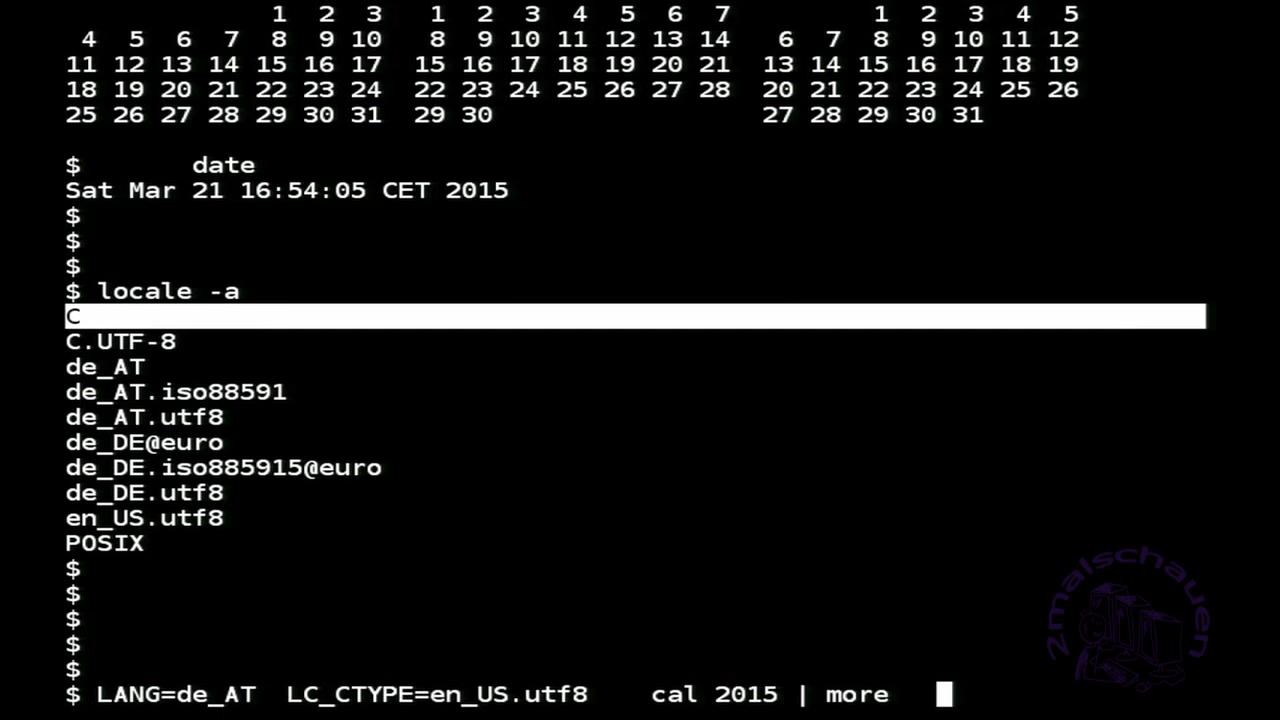 1 2 3 1 2 3 4 5 6 7 1 2 3 4 5
4 5 6 7 8 9 10 8 9 10 11 12 13 14 6 7 8 9 10 11 12
11 12 13 14 15 16 17 15 16 17 18 19 20 21 13 14 15 16 17 18 19
18 19 20 21 22 23 24 22 23 24 25 26 27 28 20 21 22 23 24 25 26
25 26 27 28 29 30 31 29 30 27 28 29 30 31
$ date
Sat Mar 21 16:54:05 CET 2015
$
$
$
$ locale -a
C
C.UTF-8
de_AT
de_AT.iso88591
de_AT.utf8
de_DE@euro
de_DE.iso885915@euro
de_DE.utf8
en_US.utf8
POSIX
$
$
$
$
$
$ LANG=de_AT LC_CTYPE=en_US.utf8 cal 2015 | more
2malschauen